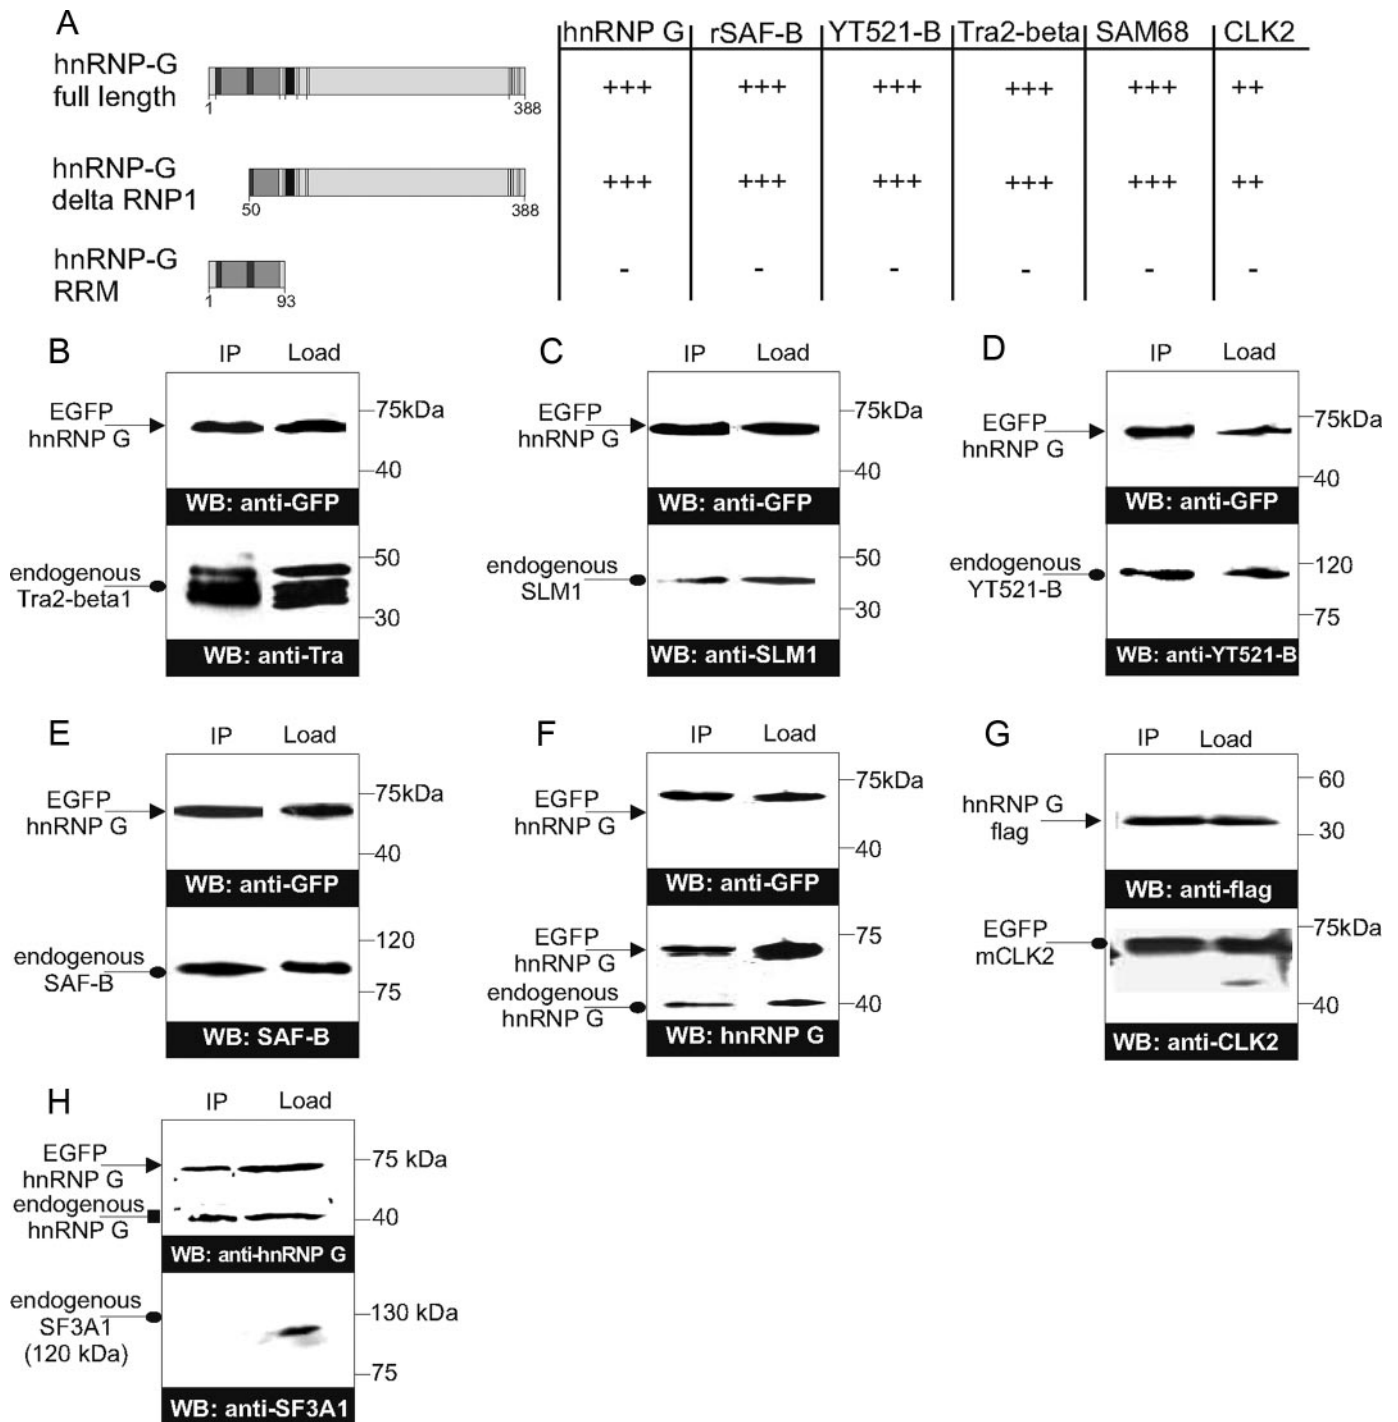 A
hnRNP G rSAF-B YT521-B Tra2-beta SAM68 CLK2
hnRNP-G
full length
1 388
+++ +++ +++ +++ +++ ++
hnRNP-G
delta RNP1
50 388
+++ +++ +++ +++ +++ ++
hnRNP-G
RRM
1 93
- - - - - -
B
IP Load
EGFP
hnRNP G
75kDa
40
WB: anti-GFP
endogenous
Tra2-beta1
50
30
WB: anti-Tra
C
IP Load
EGFP
hnRNP G
75kDa
40
WB: anti-GFP
endogenous
SLM1
50
30
WB: anti-SLM1
D
IP Load
EGFP
hnRNP G
75kDa
40
WB: anti-GFP
endogenous
YT521-B
120
75
WB: anti-YT521-B
E
IP Load
EGFP
hnRNP G
75kDa
40
WB: anti-GFP
endogenous
SAF-B
120
75
WB: SAF-B
F
IP Load
EGFP
hnRNP G
75kDa
40
WB: anti-GFP
EGFP
hnRNP G
endogenous
hnRNP G
75
40
WB: hnRNP G
G
IP Load
hnRNP G
flag
60
30
WB: anti-flag
EGFP
mCLK2
75kDa
40
WB: anti-CLK2
H
IP Load
EGFP
hnRNP G
endogenous
hnRNP G
75 kDa
40
WB: anti-hnRNP G
endogenous
SF3A1
(120 kDa)
130 kDa
75
WB: anti-SF3A1